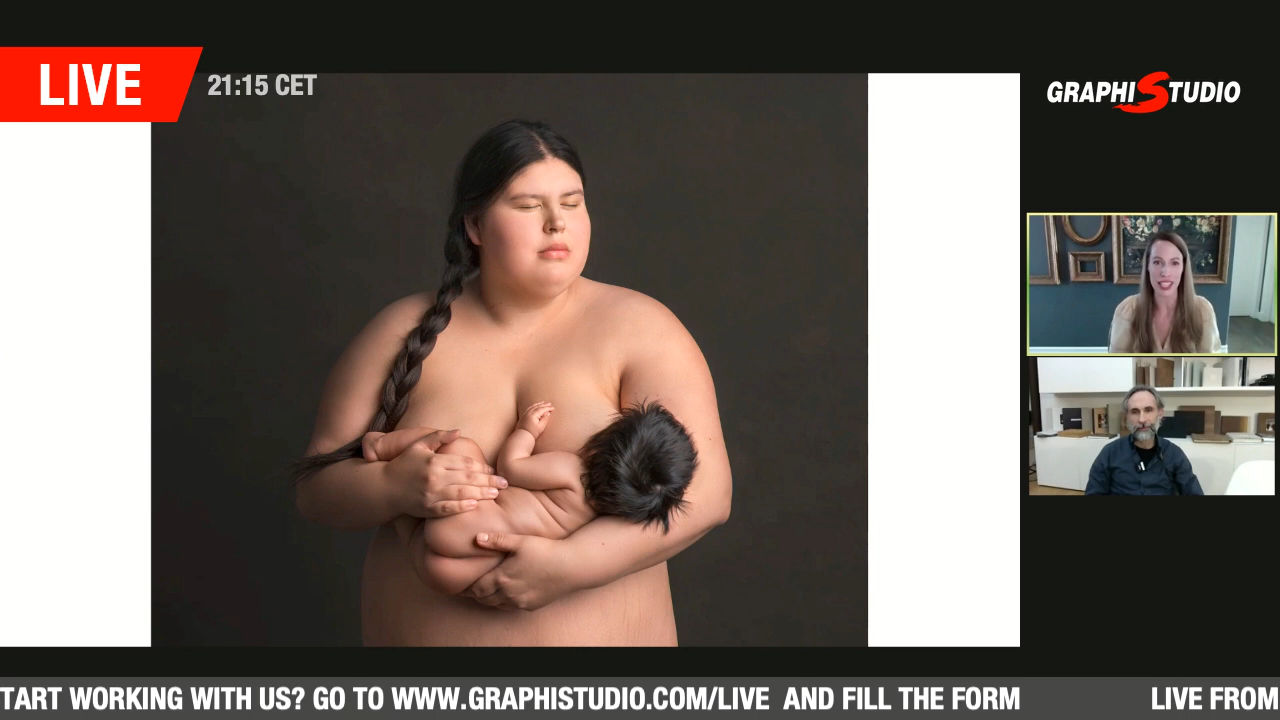 LIVE
21:15 CET
GRAPHISTUDIO
TART WORKING WITH US? GO TO WWW.GRAPHISTUDIO.COM/LIVE AND FILL THE FORM
LIVE FROM